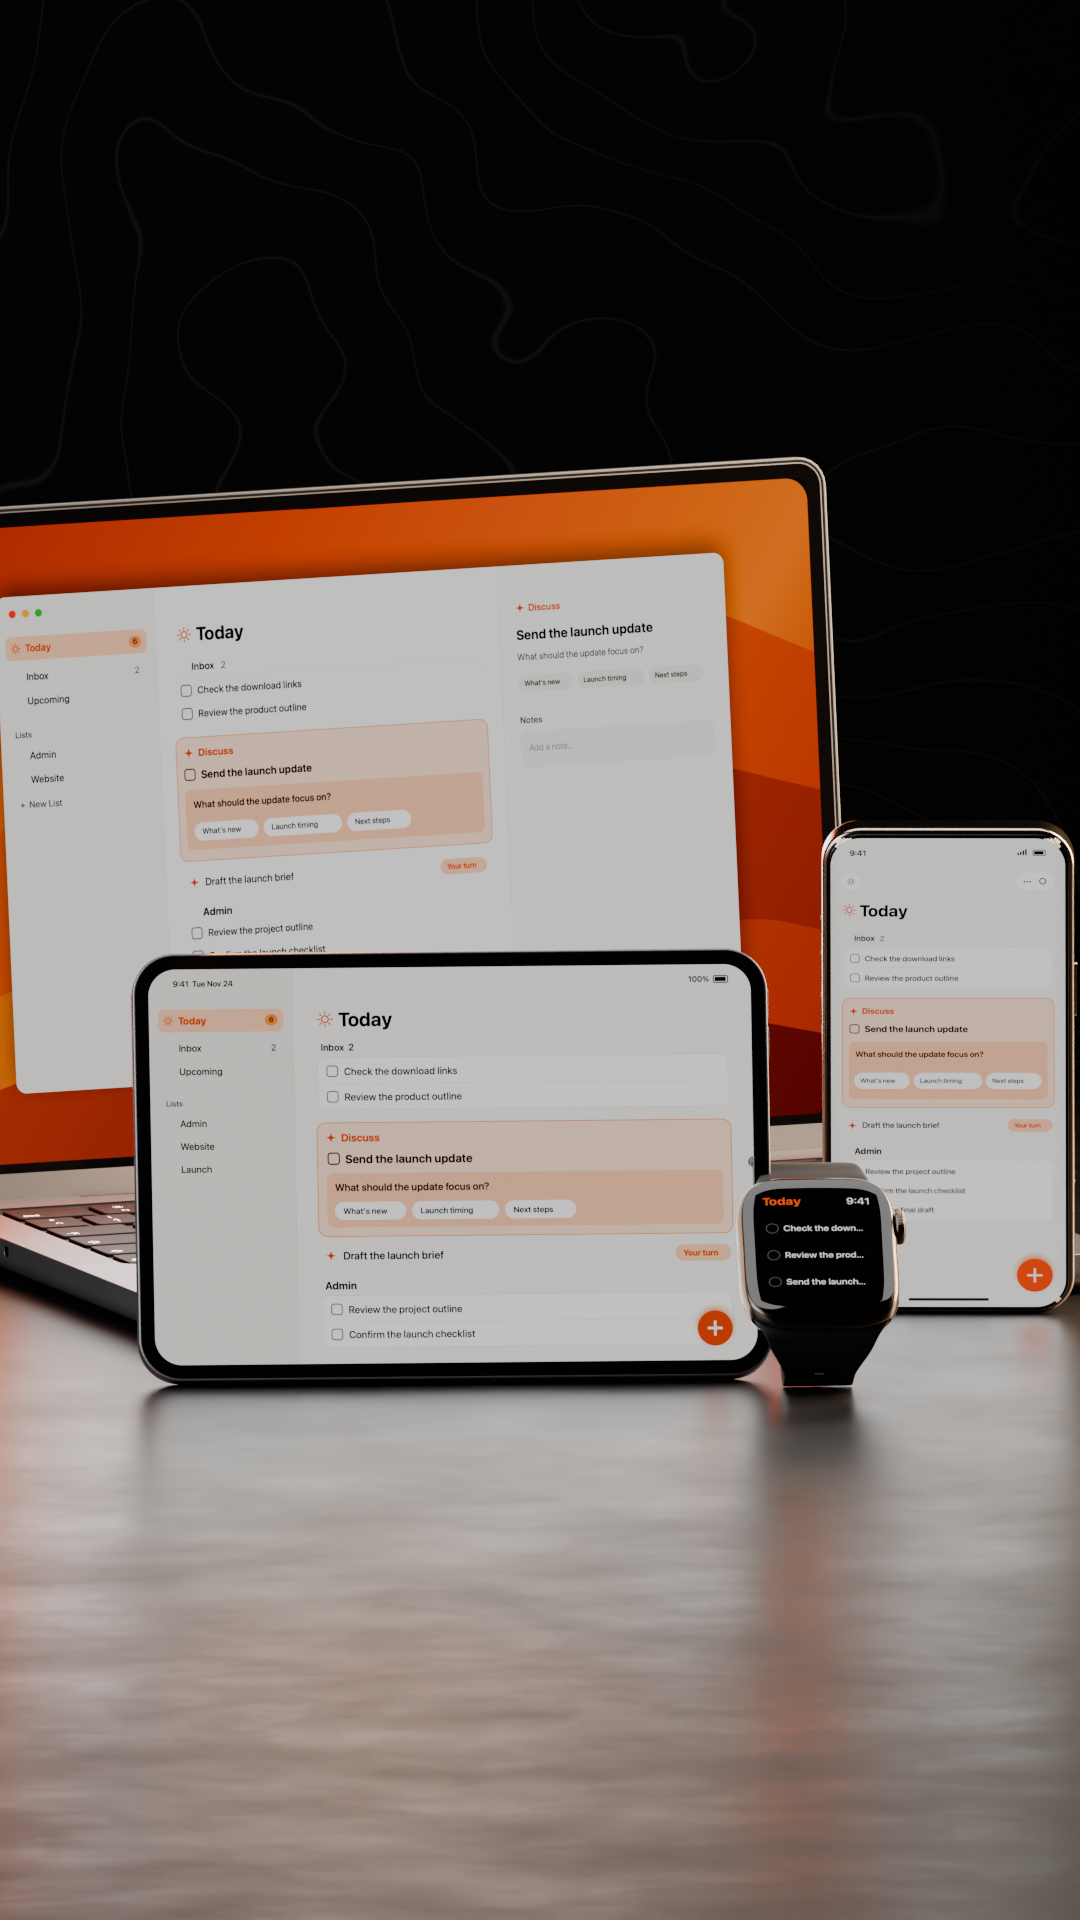 Today 6
Inbox 2
Upcoming
Lists
Admin
Website
+ New List
Today
Inbox 2
Check the download links
Review the product outline
Discuss
Send the launch update
What should the update focus on?
What's new
Launch timing
Next steps
Draft the launch brief
Your turn
Admin
Review the project outline
Confirm the launch checklist
Discuss
Send the launch update
What should the update focus on?
What's new
Launch timing
Next steps
Notes
Add a note...
9:41 Tue Nov 24
100%
Today 6
Inbox 2
Upcoming
Lists
Admin
Website
Launch
Today
Inbox 2
Check the download links
Review the product outline
Discuss
Send the launch update
What should the update focus on?
What's new
Launch timing
Next steps
Draft the launch brief
Your turn
Admin
Review the project outline
Confirm the launch checklist
Today 9:41
Check the down...
Review the prod...
Send the launch...
9:41
Today
Inbox 2
Check the download links
Review the product outline
Discuss
Send the launch update
What should the update focus on?
What's new
Launch timing
Next steps
Draft the launch brief
Your turn
Admin
Review the project outline
the launch checklist
final draft